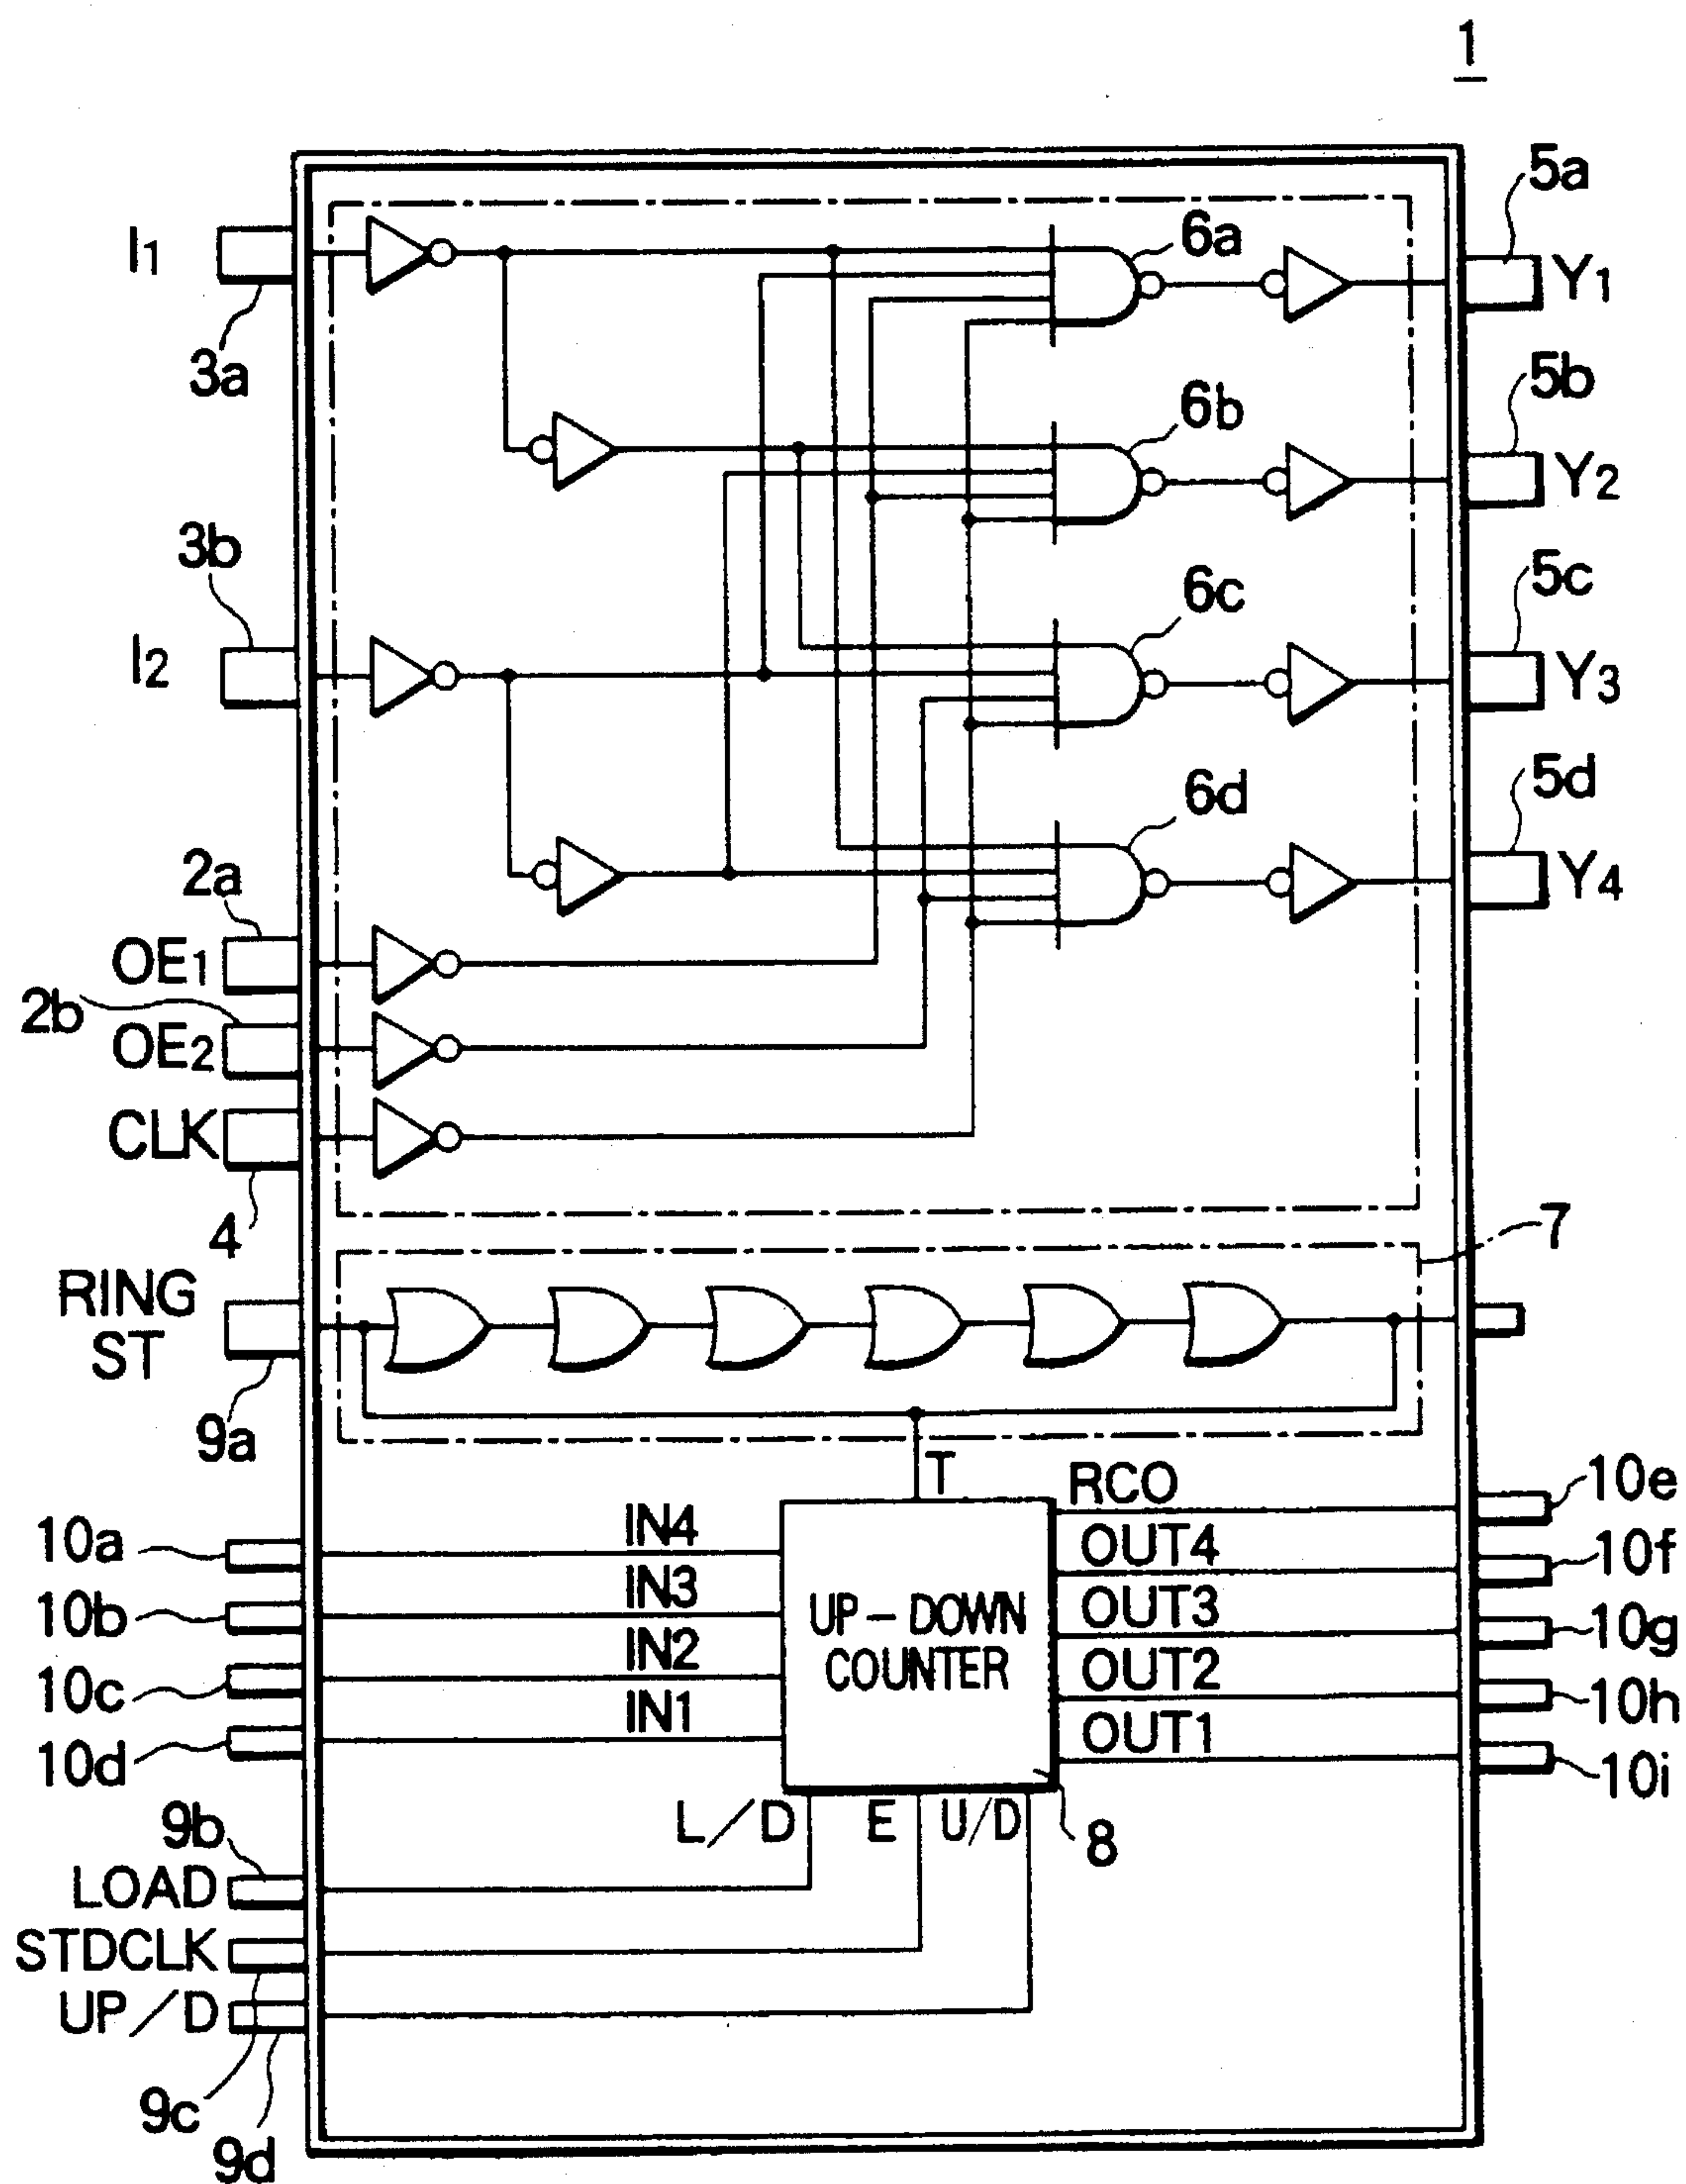 1
5a
I1
6a
Y1
3a
5b
6b
Y2
3b
5c
6c
I2
Y3
5d
6d
2a
Y4
OE1
2b
OE2
CLK
4
7
RING
ST
9a
T
RCO
10e
10a
IN4
OUT4
10f
10b
IN3
UP-DOWN
COUNTER
OUT3
10g
10c
IN2
OUT2
10h
10d
IN1
OUT1
10i
L/D
E
U/D
8
9b
LOAD
STDCLK
UP/D
9c
9d